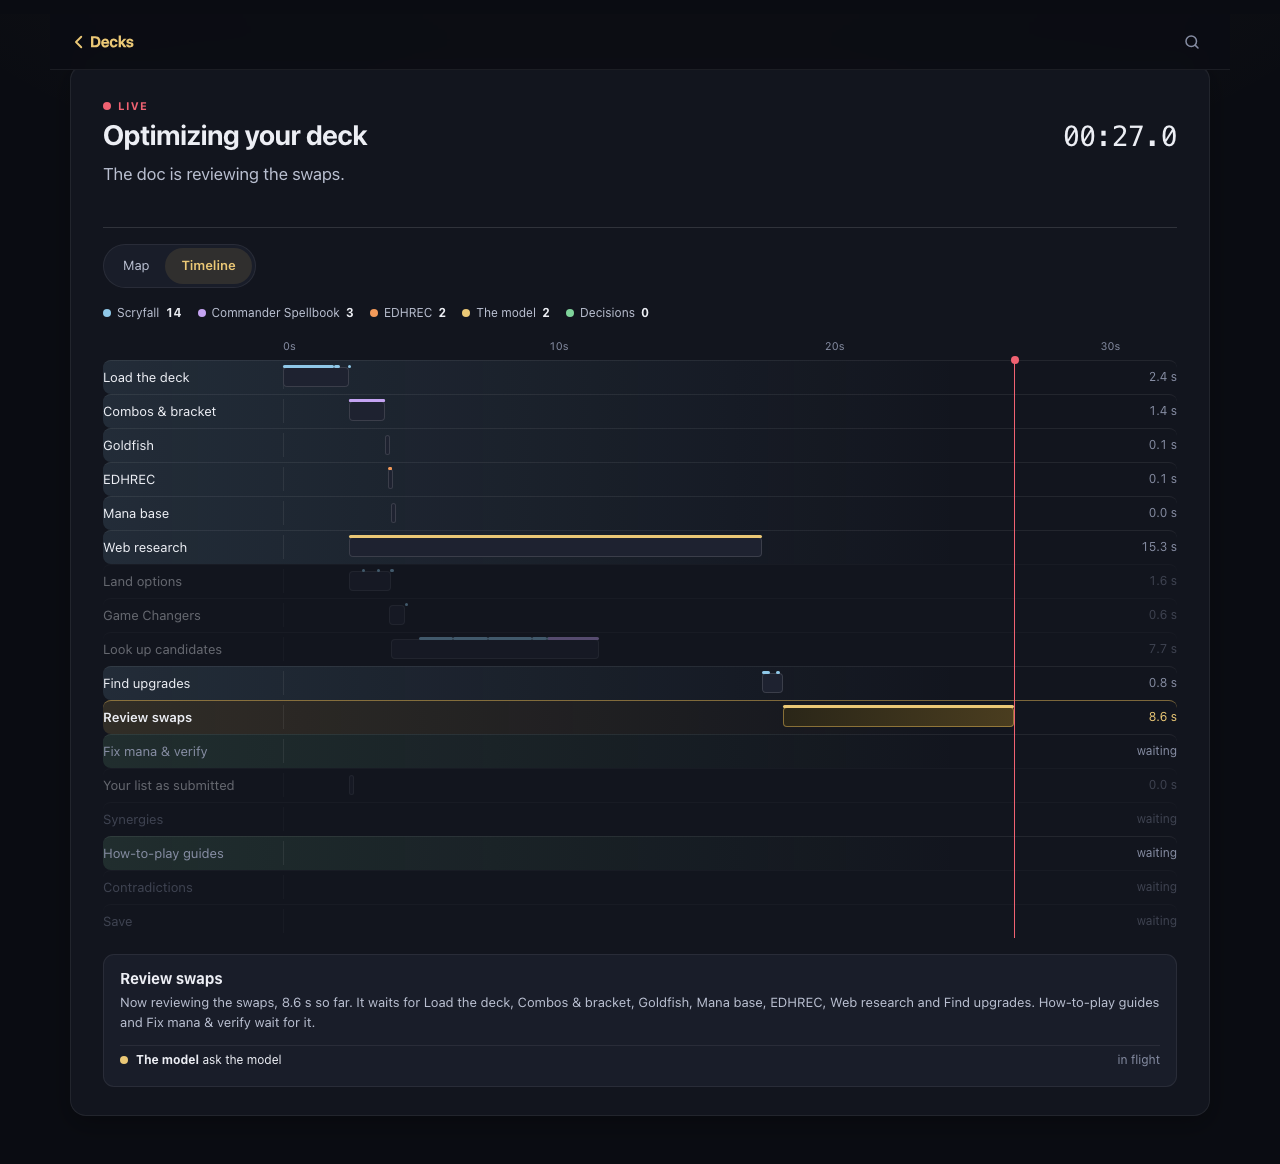 Decks
LIVE
Optimizing your deck
00:27.0
The doc is reviewing the swaps.
Map Timeline
Scryfall 14 Commander Spellbook 3 EDHREC 2 The model 2 Decisions 0
0s 10s 20s 30s
Load the deck 2.4 s
Combos & bracket 1.4 s
Goldfish 0.1 s
EDHREC 0.1 s
Mana base 0.0 s
Web research 15.3 s
Land options 1.6 s
Game Changers 0.6 s
Look up candidates 7.7 s
Find upgrades 0.8 s
Review swaps 8.6 s
Fix mana & verify waiting
Your list as submitted 0.0 s
Synergies waiting
How-to-play guides waiting
Contradictions waiting
Save waiting
Review swaps
Now reviewing the swaps, 8.6 s so far. It waits for Load the deck, Combos & bracket, Goldfish, Mana base, EDHREC, Web research and Find upgrades. How-to-play guides
and Fix mana & verify wait for it.
The model ask the model in flight